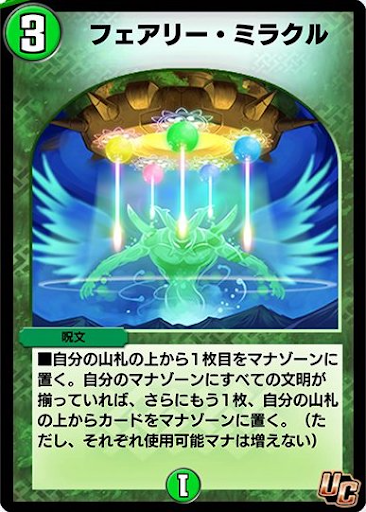 3
フェアリー・ミラクル
呪文
■自分の山札の上から1枚目をマナゾーンに
置く。自分のマナゾーンにすべての文明が
揃っていれば、さらにもう1枚、自分の山札
の上からカードをマナゾーンに置く。（た
だし、それぞれ使用可能マナは増えない）
1
UC